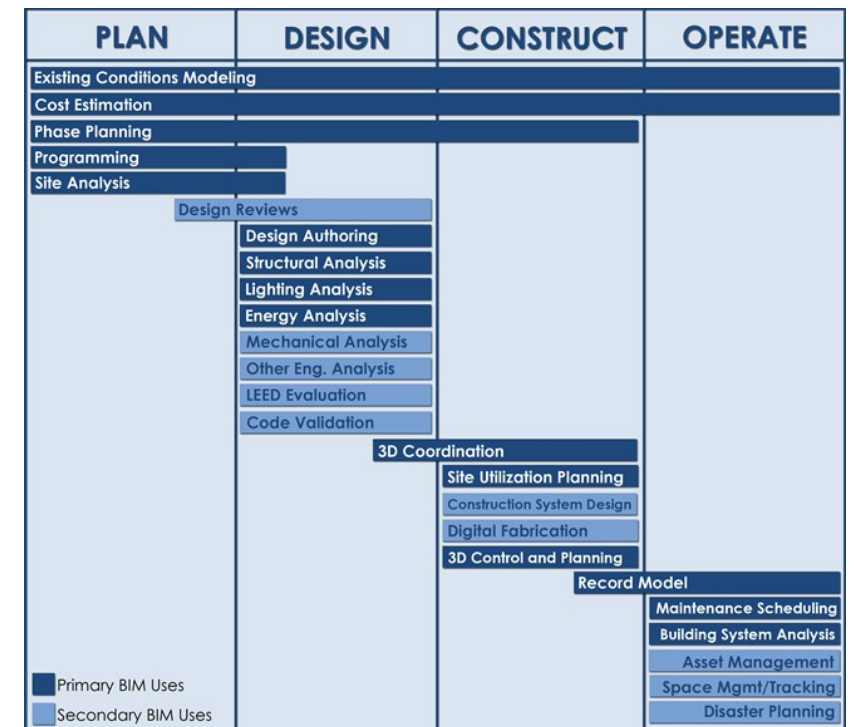 PLAN DESIGN CONSTRUCT OPERATE
Existing Conditions Modeling
Cost Estimation
Phase Planning
Programming
Site Analysis
Design Reviews
Design Authoring
Structural Analysis
Lighting Analysis
Energy Analysis
Mechanical Analysis
Other Eng. Analysis
LEED Evaluation
Code Validation
3D Coordination
Site Utilization Planning
Construction System Design
Digital Fabrication
3D Control and Planning
Record Model
Maintenance Scheduling
Building System Analysis
Asset Management
Space Mgmt/Tracking
Disaster Planning
Primary BIM Uses
Secondary BIM Uses